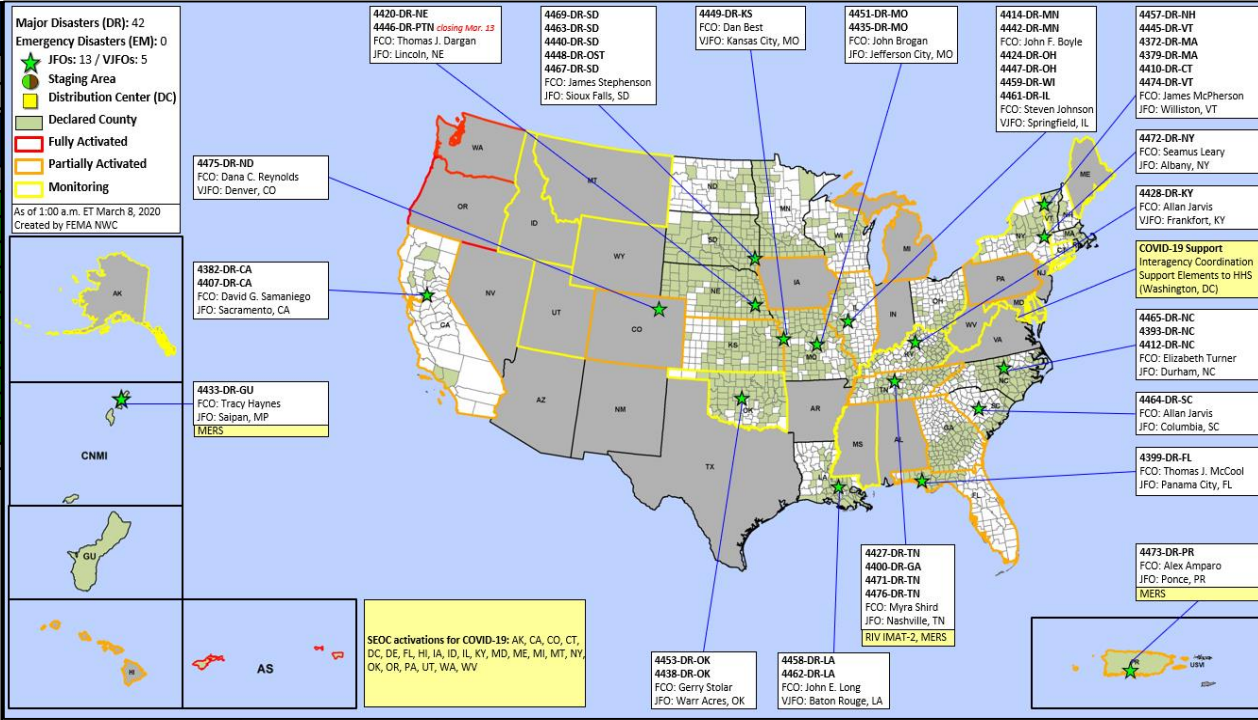 Major Disasters (DR): 42
Emergency Disasters (EM): 0
JFOs: 13 / VJFOs: 5
Staging Area
Distribution Center (DC)
Declared County
Fully Activated
Partially Activated
Monitoring
As of 1:00 a.m. ET March 8, 2020
Created by FEMA NWC
4420-DR-NE
4446-DR-PTN closing Mar. 13
FCO: Thomas J. Dargan
JFO: Lincoln, NE
4469-DR-SD
4463-DR-SD
4440-DR-SD
4448-DR-OST
4467-DR-SD
FCO: James Stephenson
JFO: Sioux Falls, SD
4449-DR-KS
FCO: Dan Best
VJFO: Kansas City, MO
4451-DR-MO
4435-DR-MO
FCO: John Brogan
JFO: Jefferson City, MO
4414-DR-MN
4442-DR-MN
FCO: John F. Boyle
4424-DR-OH
4447-DR-OH
4459-DR-WI
4461-DR-IL
FCO: Steven Johnson
VJFO: Springfield, IL
4457-DR-NH
4445-DR-VT
4372-DR-MA
4379-DR-MA
4410-DR-CT
4474-DR-VT
FCO: James McPherson
JFO: Williston, VT
4472-DR-NY
FCO: Seamus Leary
JFO: Albany, NY
4428-DR-KY
FCO: Allan Jarvis
VJFO: Frankfort, KY
COVID-19 Support
Interagency Coordination
Support Elements to HHS
(Washington, DC)
4465-DR-NC
4393-DR-NC
4412-DR-NC
FCO: Elizabeth Turner
JFO: Durham, NC
4464-DR-SC
FCO: Allan Jarvis
JFO: Columbia, SC
4399-DR-FL
FCO: Thomas J. McCool
JFO: Panama City, FL
4473-DR-PR
FCO: Alex Amparo
JFO: Ponce, PR
MERS
4475-DR-ND
FCO: Dana C. Reynolds
VJFO: Denver, CO
4382-DR-CA
4407-DR-CA
FCO: David G. Samaniego
JFO: Sacramento, CA
4433-DR-GU
FCO: Tracy Haynes
JFO: Saipan, MP
MERS
WA
MT
ND
MN
ME
OR
ID
SD
WI
MI
NY
VT
NH
MA
CT
WY
IA
PA
NJ
NE
NV
UT
CO
IL
IN
OH
MD
WV
VA
CA
KS
MO
KY
AZ
NM
OK
AR
TN
NC
SC
TX
LA
MS
AL
GA
FL
AK
CNMI
GU
HI
AS
PR
USVI
SEOC activations for COVID-19: AK, CA, CO, CT,
DC, DE, FL, HI, IA, ID, IL, KY, MD, ME, MI, MT, NY,
OK, OR, PA, UT, WA, WV
4453-DR-OK
4438-DR-OK
FCO: Gerry Stolar
JFO: Warr Acres, OK
4458-DR-LA
4462-DR-LA
FCO: John E. Long
VJFO: Baton Rouge, LA
4427-DR-TN
4400-DR-GA
4471-DR-TN
4476-DR-TN
FCO: Myra Shird
JFO: Nashville, TN
RIV IMAT-2, MERS